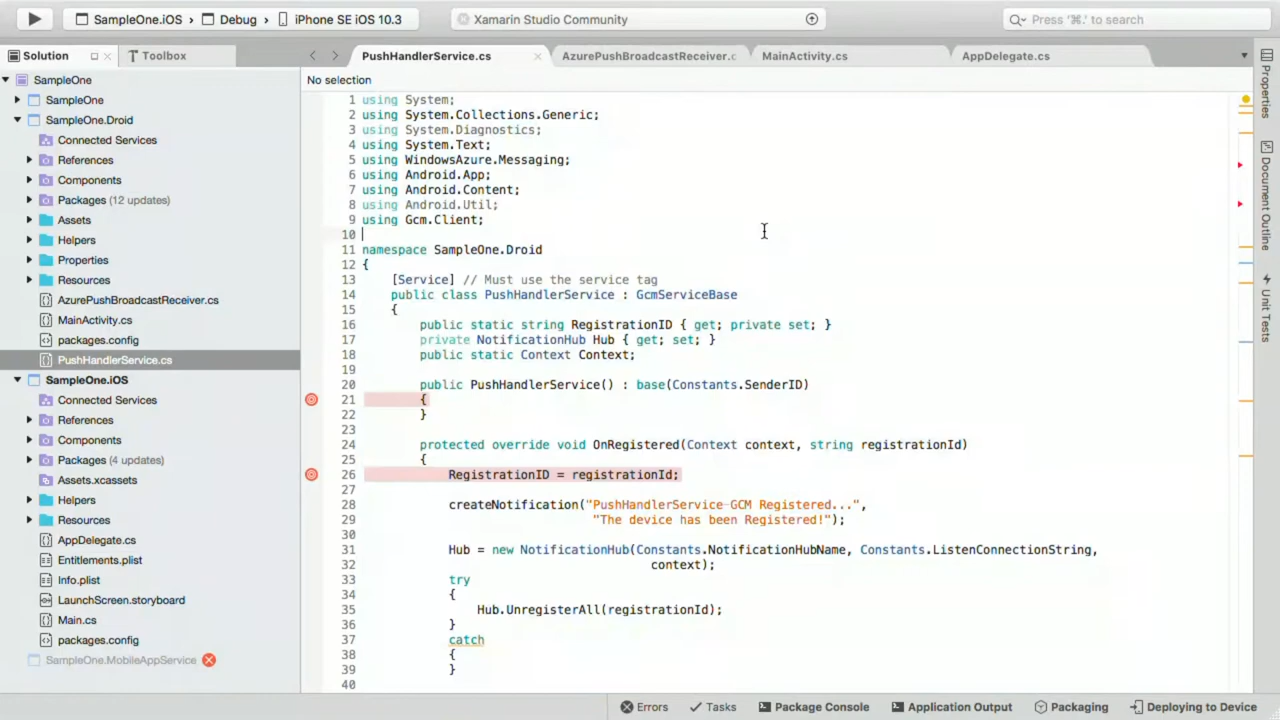 SampleOne.iOS › Debug › iPhone SE iOS 10.3
Xamarin Studio Community
Press '⌘.' to search
Solution
Toolbox
PushHandlerService.cs
AzurePushBroadcastReceiver.c
MainActivity.cs
AppDelegate.cs
No selection
SampleOne
SampleOne
SampleOne.Droid
Connected Services
References
Components
Packages (12 updates)
Assets
Helpers
Properties
Resources
AzurePushBroadcastReceiver.cs
MainActivity.cs
packages.config
PushHandlerService.cs
SampleOne.iOS
Connected Services
References
Components
Packages (4 updates)
Assets.xcassets
Helpers
Resources
AppDelegate.cs
Entitlements.plist
Info.plist
LaunchScreen.storyboard
Main.cs
packages.config
SampleOne.MobileAppService
1 using System;
2 using System.Collections.Generic;
3 using System.Diagnostics;
4 using System.Text;
5 using WindowsAzure.Messaging;
6 using Android.App;
7 using Android.Content;
8 using Android.Util;
9 using Gcm.Client;
10
11 namespace SampleOne.Droid
12 {
13 [Service] // Must use the service tag
14 public class PushHandlerService : GcmServiceBase
15 {
16 public static string RegistrationID { get; private set; }
17 private NotificationHub Hub { get; set; }
18 public static Context Context;
19
20 public PushHandlerService() : base(Constants.SenderID)
21 {
22 }
23
24 protected override void OnRegistered(Context context, string registrationId)
25 {
26 RegistrationID = registrationId;
27
28 createNotification("PushHandlerService-GCM Registered...",
29 "The device has been Registered!");
30
31 Hub = new NotificationHub(Constants.NotificationHubName, Constants.ListenConnectionString,
32 context);
33 try
34 {
35 Hub.UnregisterAll(registrationId);
36 }
37 catch
38 {
39 }
40
Properties
Document Outline
Unit Tests
Errors
Tasks
Package Console
Application Output
Packaging
Deploying to Device